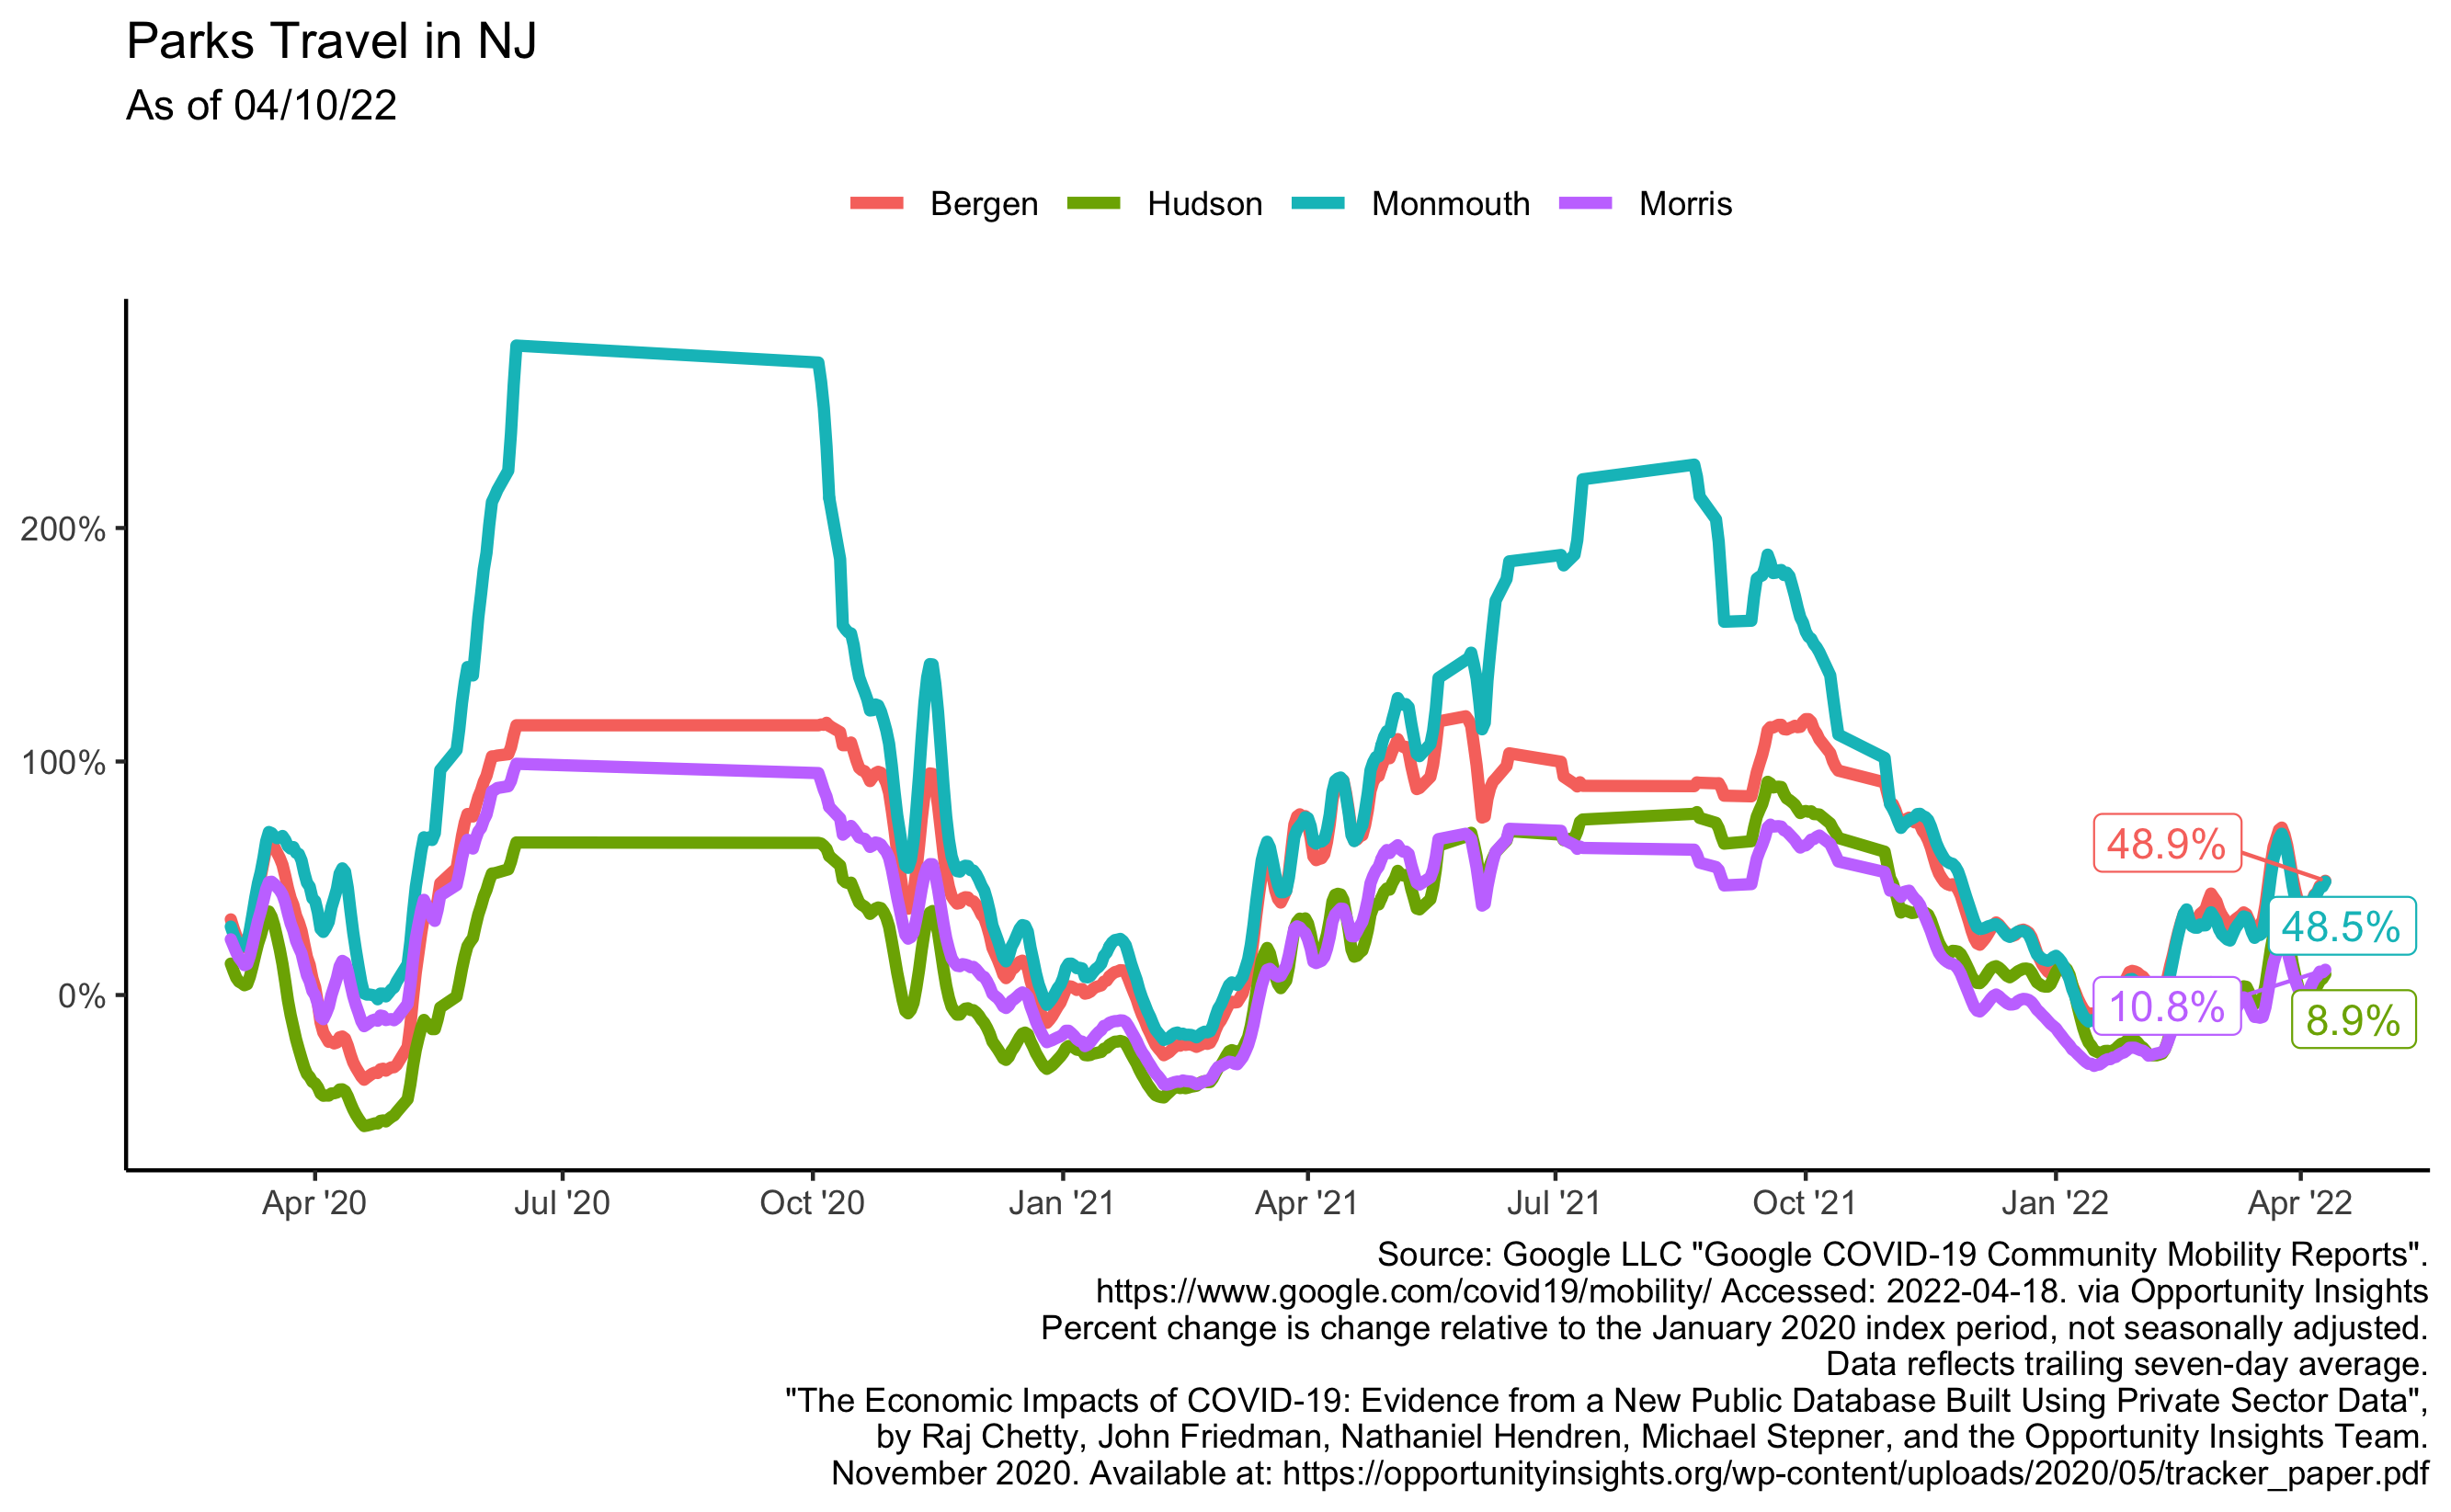 Parks Travel in NJ
As of 04/10/22
Bergen Hudson Monmouth Morris
200%
100%
0%
48.9%
48.5%
10.8%
8.9%
Apr '20 Jul '20 Oct '20 Jan '21 Apr '21 Jul '21 Oct '21 Jan '22 Apr '22
Source: Google LLC "Google COVID-19 Community Mobility Reports".
https://www.google.com/covid19/mobility/ Accessed: 2022-04-18. via Opportunity Insights
Percent change is change relative to the January 2020 index period, not seasonally adjusted.
Data reflects trailing seven-day average.
"The Economic Impacts of COVID-19: Evidence from a New Public Database Built Using Private Sector Data",
by Raj Chetty, John Friedman, Nathaniel Hendren, Michael Stepner, and the Opportunity Insights Team.
November 2020. Available at: https://opportunityinsights.org/wp-content/uploads/2020/05/tracker_paper.pdf